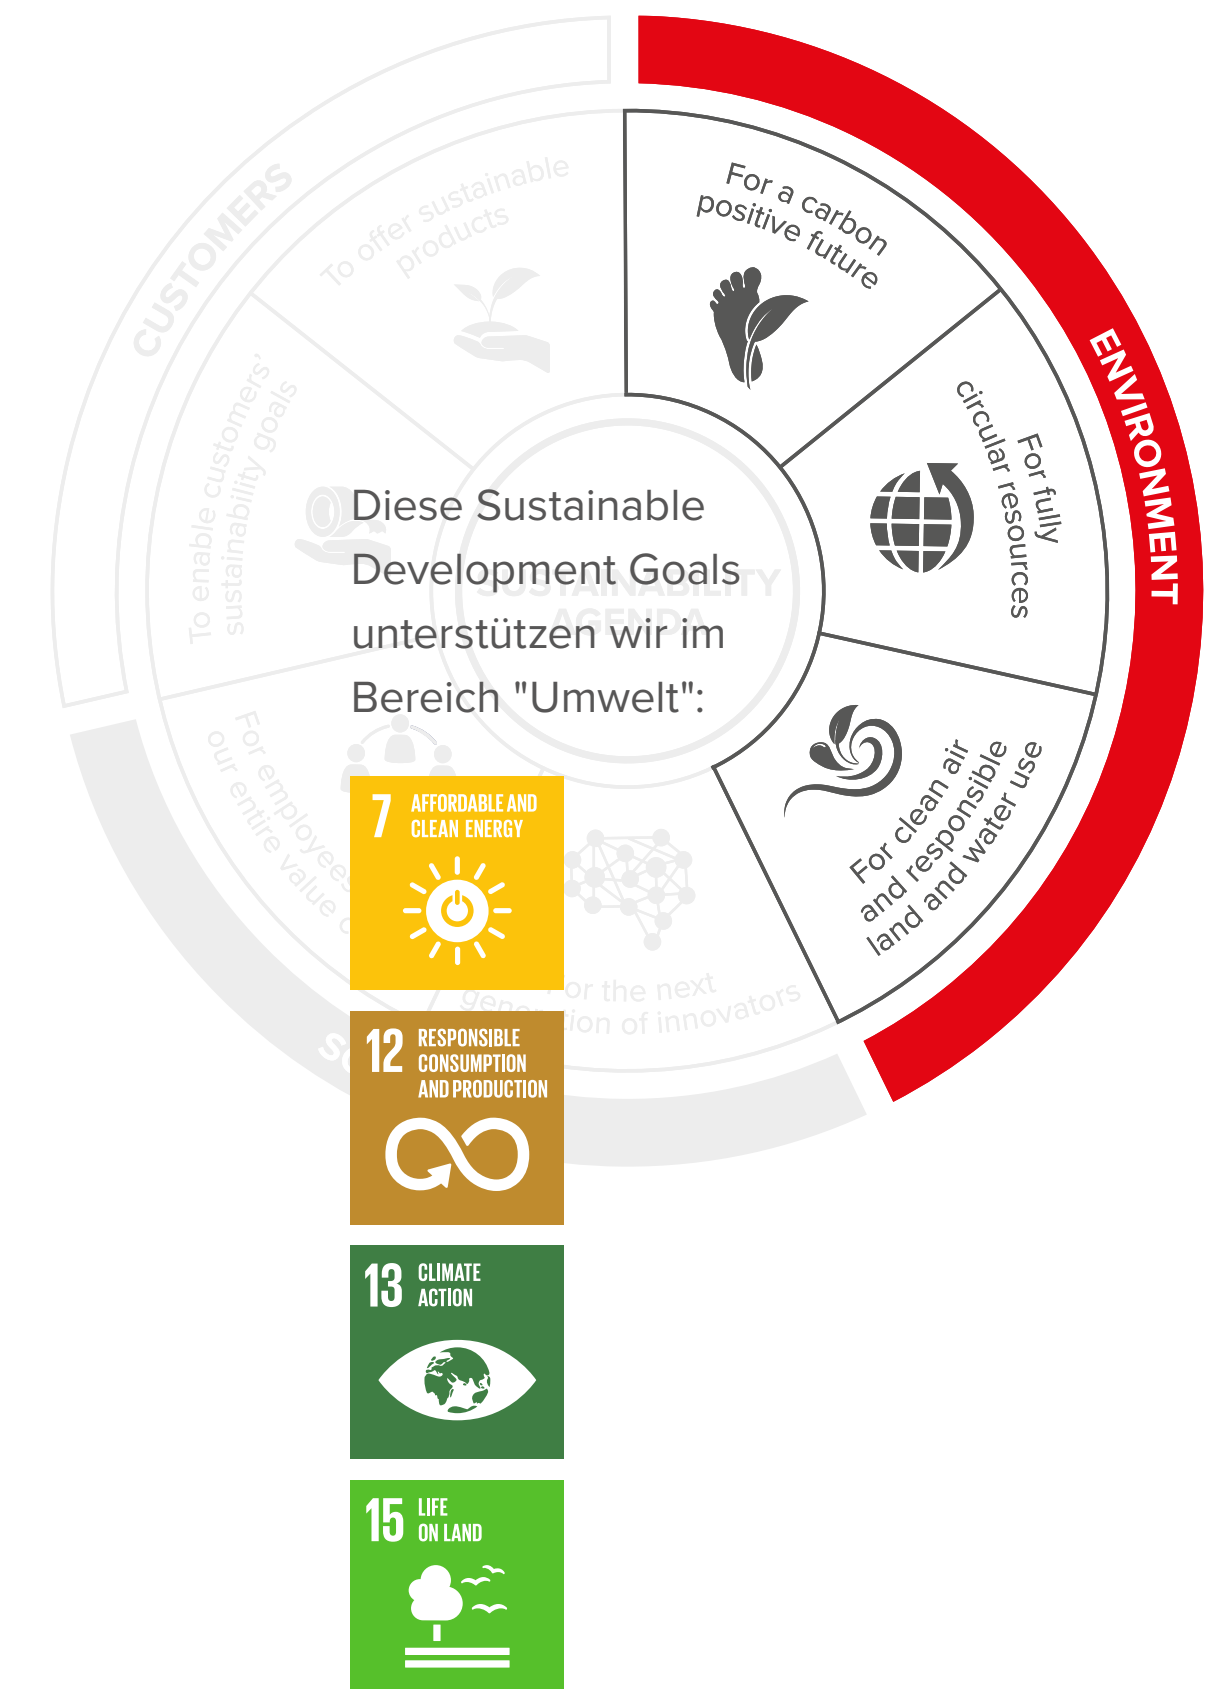 CUSTOMERS
To offer sustainable
products
To enable customers'
sustainability goals
For a carbon
positive future
ENVIRONMENT
For fully
circular resources
For clean air
and responsible
land and water use
SUSTAINABILITY
AGENDA
Diese Sustainable
Development Goals
unterstützen wir im
Bereich "Umwelt":
For employees
our entire value
or the next
of innovators
7 AFFORDABLE AND
CLEAN ENERGY
12 RESPONSIBLE
CONSUMPTION
AND PRODUCTION
13 CLIMATE
ACTION
15 LIFE
ON LAND